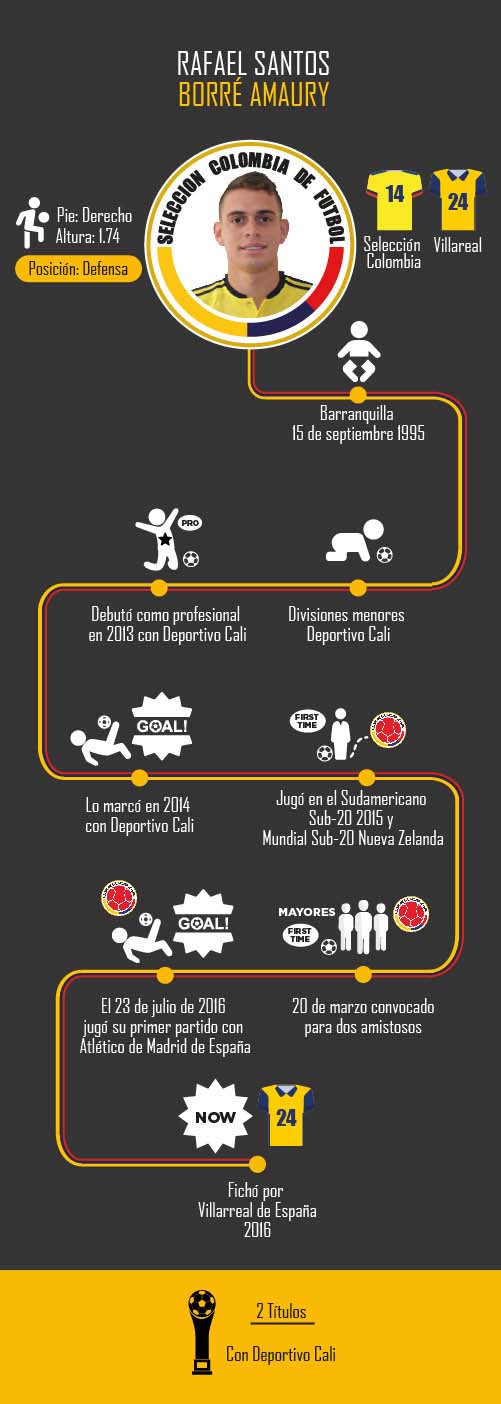 RAFAEL SANTOS
BORRÉ AMAURY
SELECCION COLOMBIA DE FUTBOL
Pie: Derecho
Altura: 1.74
Posición: Defensa
14
24
Selección
Colombia
Villareal
Barranquilla
15 de septiembre 1995
PRO
Debutó como profesional
en 2013 con Deportivo Cali
Divisiones menores
Deportivo Cali
GOAL!
FIRST
TIME
Lo marcó en 2014
con Deportivo Cali
Jugó en el Sudamericano
Sub-20 2015 y
Mundial Sub-20 Nueva Zelanda
GOAL!
MAYORES
FIRST
TIME
El 23 de julio de 2016
jugó su primer partido con
Atlético de Madrid de España
20 de marzo convocado
para dos amistosos
NOW
24
Fichó por
Villarreal de España
2016
2 Títulos
Con Deportivo Cali